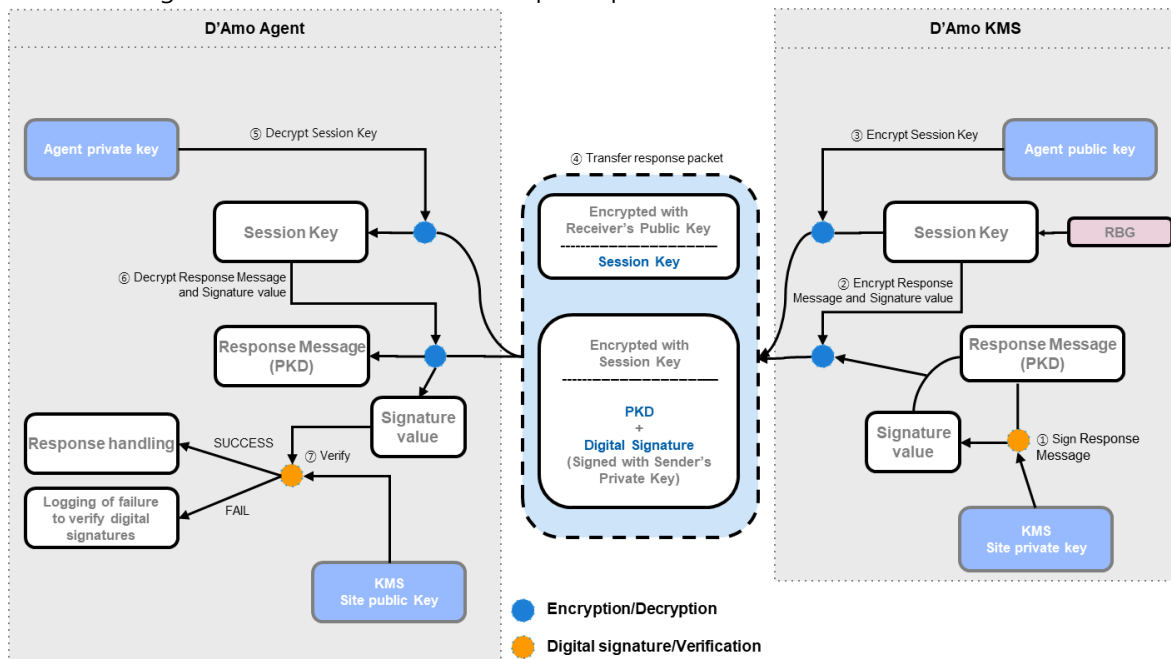 D'Amo Agent
Agent private key
⑤ Decrypt Session Key
Session Key
⑥ Decrypt Response Message
and Signature value
Response Message
(PKD)
Signature
value
Response handling
SUCCESS
⑦ Verify
Logging of failure
to verify digital
signatures
FAIL
KMS
Site public Key
④ Transfer response packet
Encrypted with
Receiver's Public Key
Session Key
Encrypted with
Session Key
PKD
+
Digital Signature
(Signed with Sender's
Private Key)
D'Amo KMS
③ Encrypt Session Key
Agent public key
Session Key
RBG
② Encrypt Response
Message and Signature value
Response Message
(PKD)
Signature
value
① Sign Response
Message
KMS
Site private key
Encryption/Decryption
Digital signature/Verification